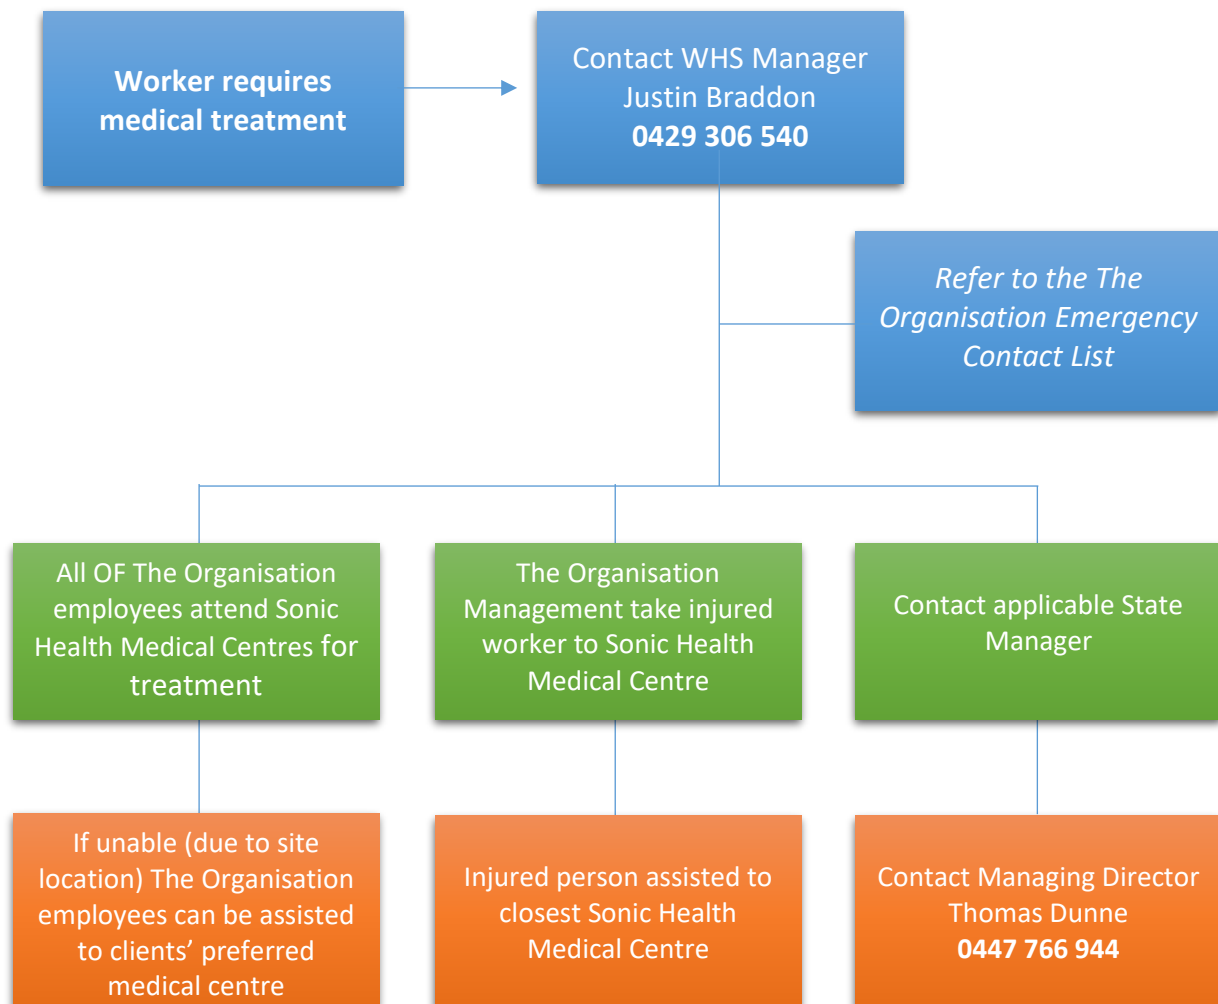 Worker requires
medical treatment
Contact WHS Manager
Justin Braddon
0429 306 540
Refer to the The
Organisation Emergency
Contact List
All OF The Organisation
employees attend Sonic
Health Medical Centres for
treatment
The Organisation
Management take injured
worker to Sonic Health
Medical Centre
Contact applicable State
Manager
If unable (due to site
location) The Organisation
employees can be assisted
to clients’ preferred
medical centre
Injured person assisted to
closest Sonic Health
Medical Centre
Contact Managing Director
Thomas Dunne
0447 766 944